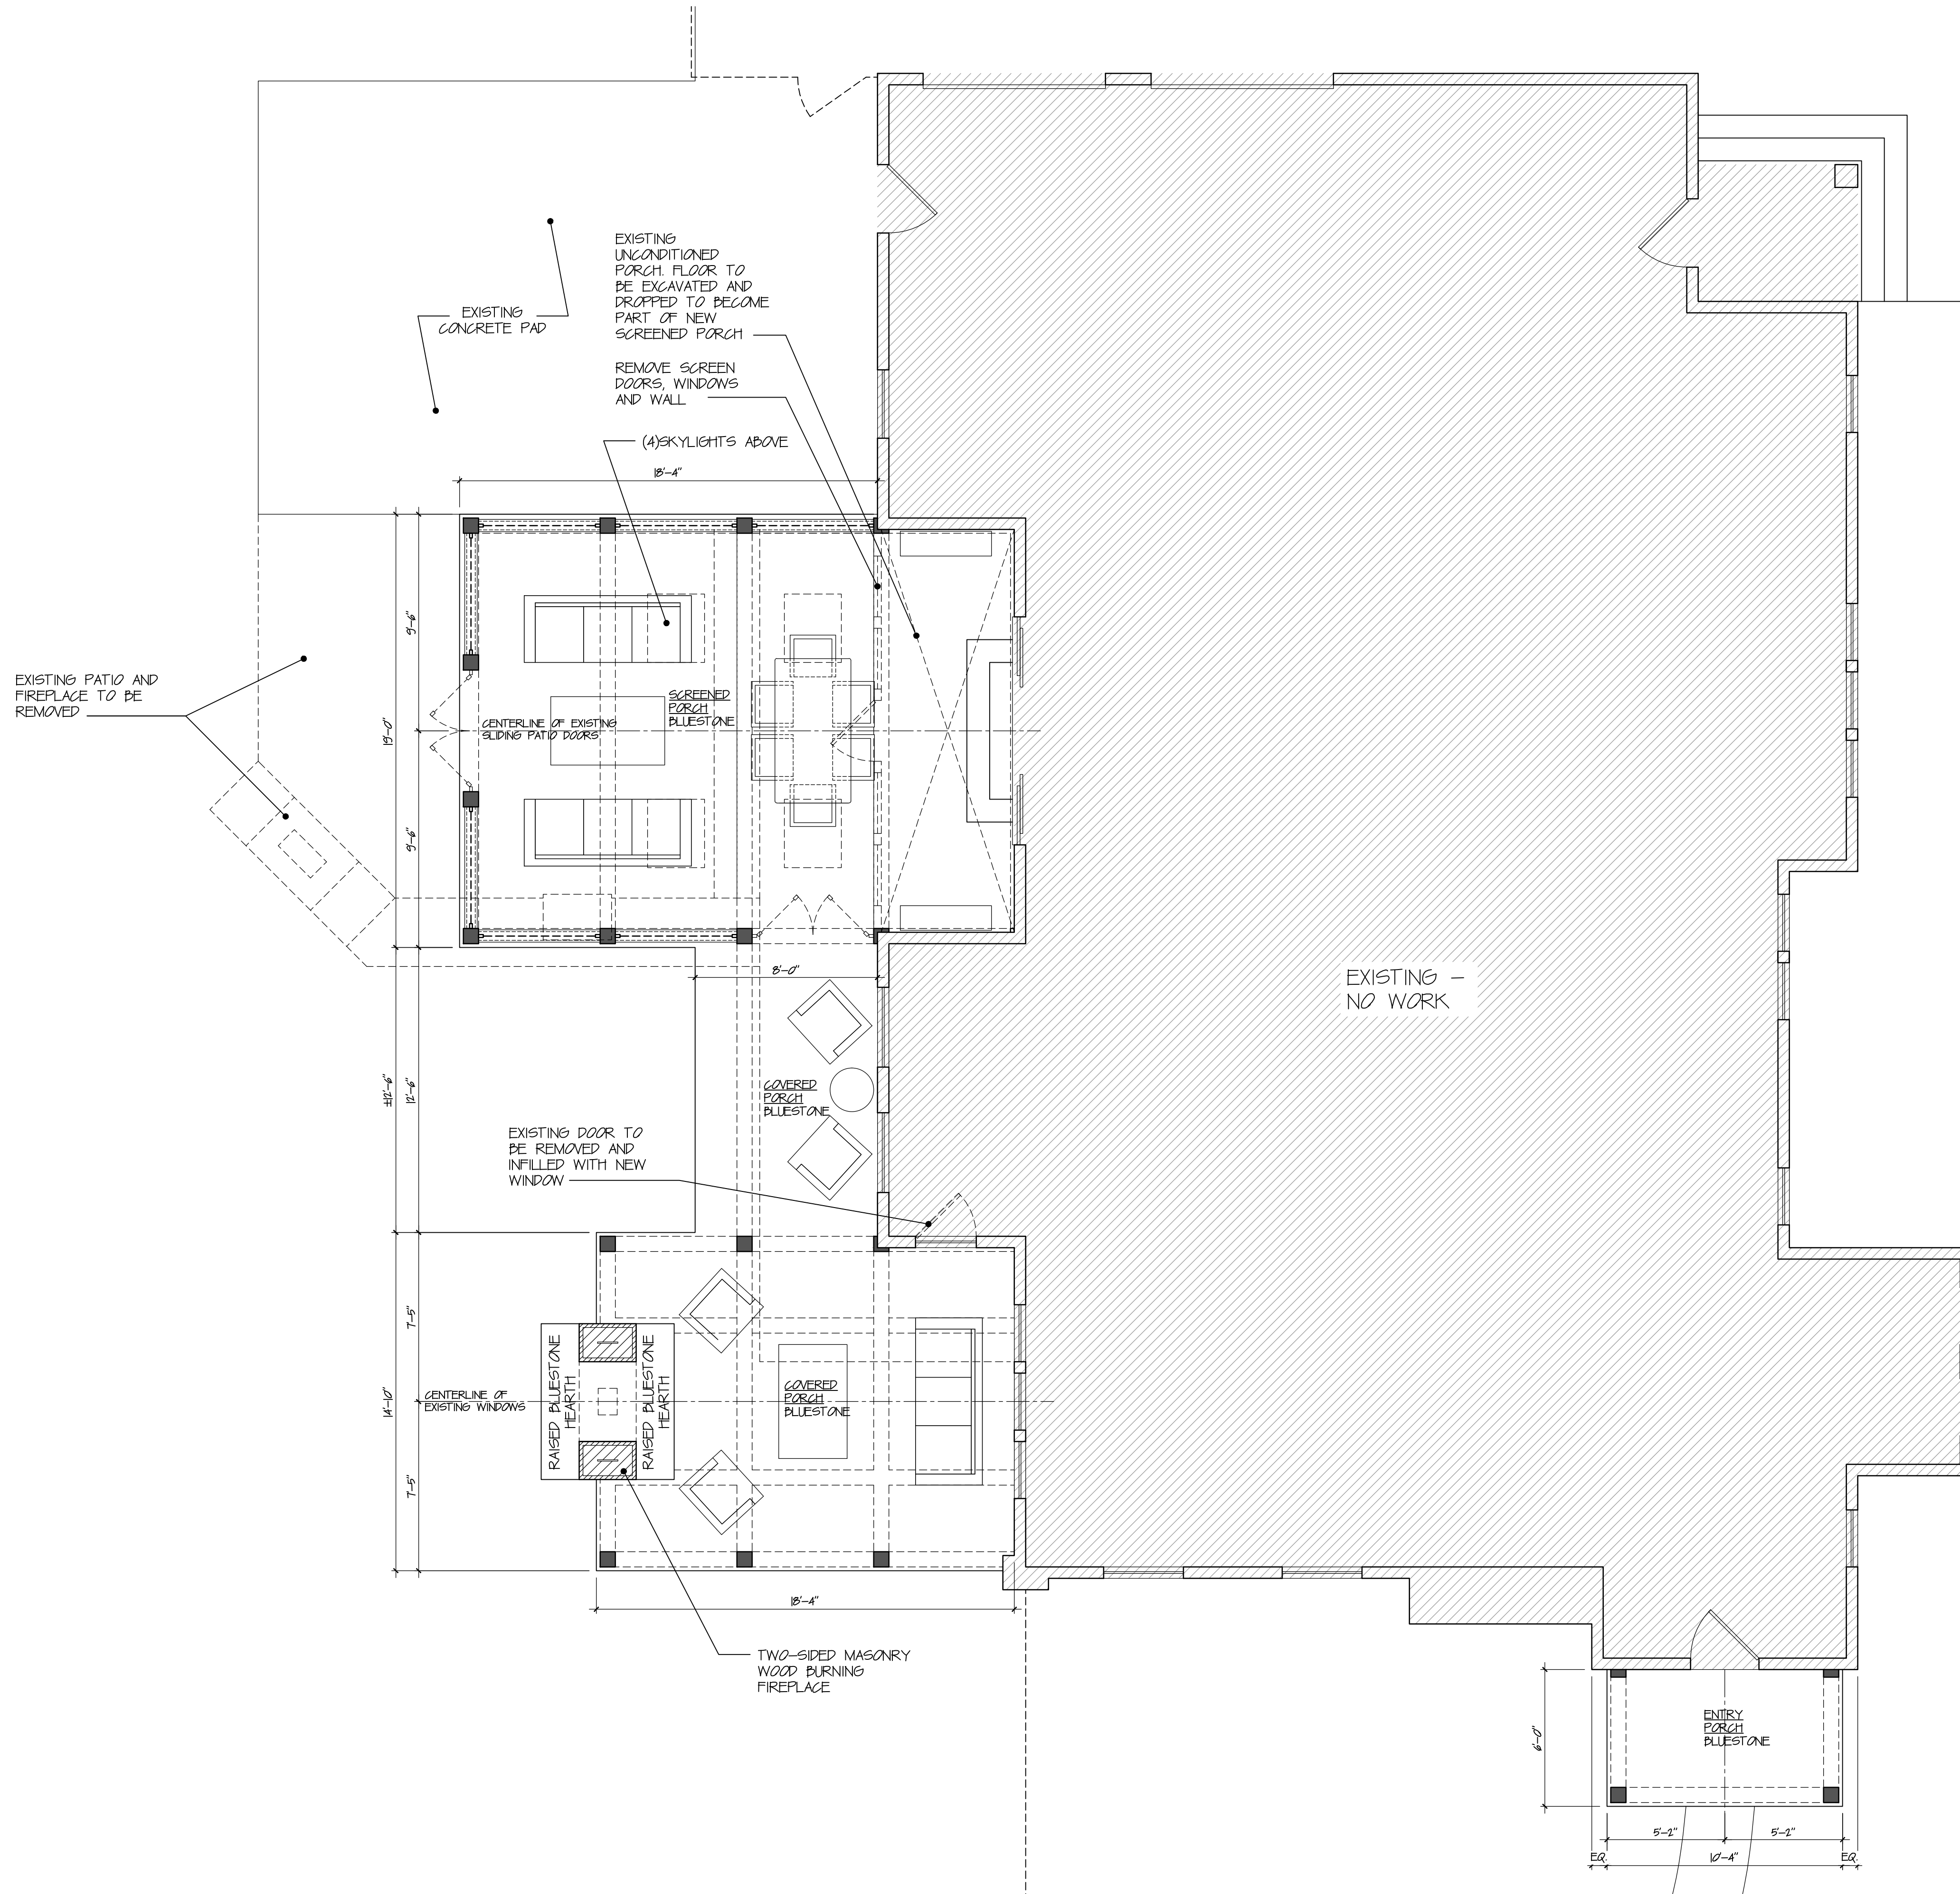 EXISTING
UNCONDITIONED
PORCH. FLOOR TO
BE EXCAVATED AND
DROPPED TO BECOME
PART OF NEW
SCREENED PORCH
EXISTING
CONCRETE PAD
REMOVE SCREEN
DOORS, WINDOWS
AND WALL
(4)SKYLIGHTS ABOVE
18'-4"
9'-6"
EXISTING PATIO AND
FIREPLACE TO BE
REMOVED
19'-0"
SCREENED
PORCH
BLUESTONE
CENTERLINE OF EXISTING
SLIDING PATIO DOORS
9'-6"
8'-0"
EXISTING -
NO WORK
±12'-6"
12'-6"
COVERED
PORCH
BLUESTONE
EXISTING DOOR TO
BE REMOVED AND
INFILLED WITH NEW
WINDOW
7'-5"
14'-10"
CENTERLINE OF
EXISTING WINDOWS
RAISED BLUESTONE
HEARTH
RAISED BLUESTONE
HEARTH
COVERED
PORCH
BLUESTONE
7'-5"
18'-4"
TWO-SIDED MASONRY
WOOD BURNING
FIREPLACE
6'-0"
ENTRY
PORCH
BLUESTONE
5'-2"
5'-2"
EQ.
10'-4"
EQ.